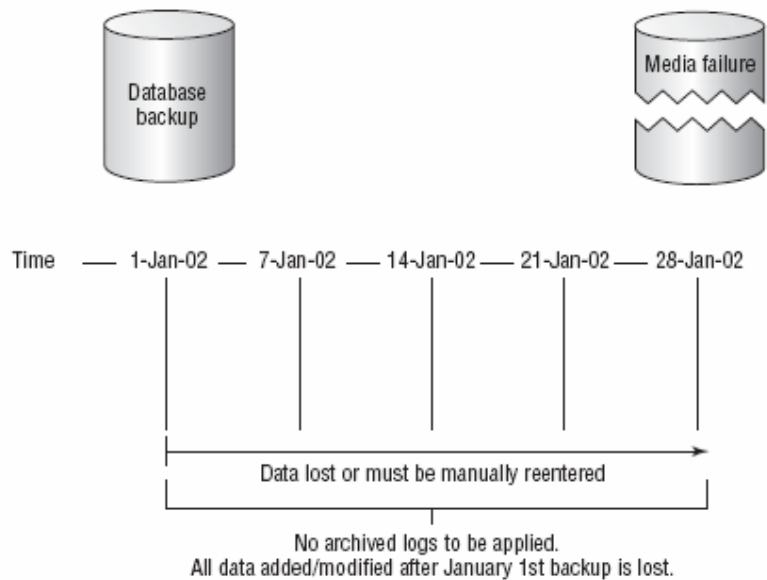 Database
backup
Media failure
Time 1-Jan-02 7-Jan-02 14-Jan-02 21-Jan-02 28-Jan-02
Data lost or must be manually reentered
No archived logs to be applied.
All data added/modified after January 1st backup is lost.